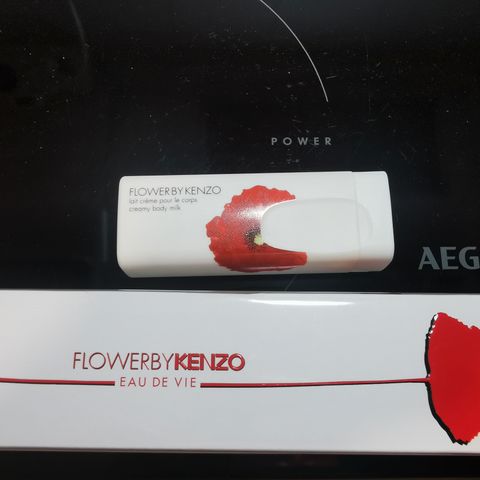 POWER
FLOWERBYKENZO
lait crème pour le corps
creamy body milk
AEG
FLOWERBYKENZO
EAU DE VIE